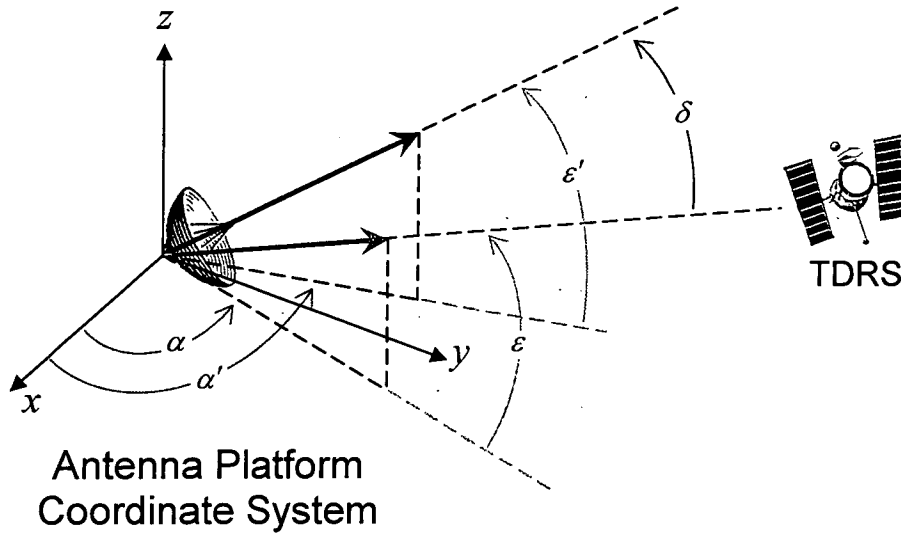 z
δ
ε'
TDRS
α
ε
y
α'
x
Antenna Platform
Coordinate System